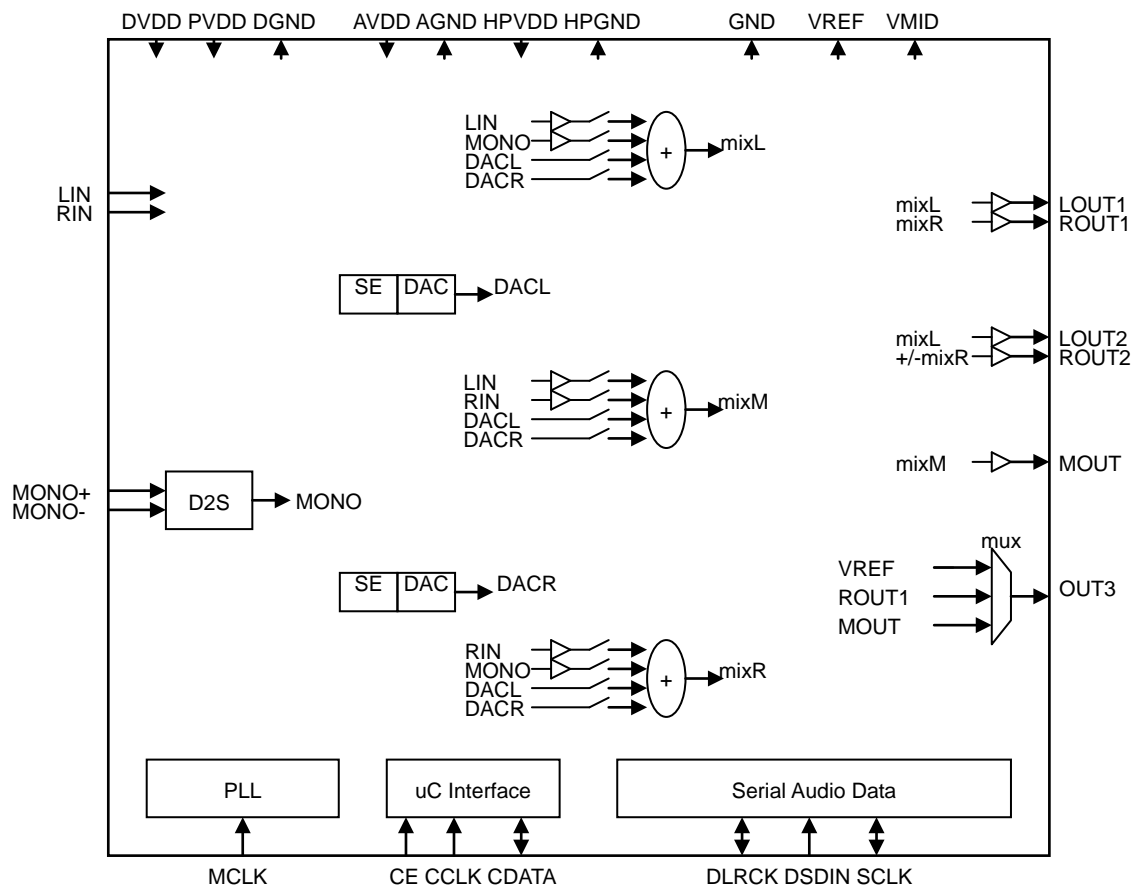 DVDD PVDD DGND AVDD AGND HPVDD HPGND GND VREF VMID
LIN
MONO
DACL
DACR
+
mixL
LIN
RIN
mixL
mixR
LOUT1
ROUT1
SE DAC DACL
mixL
+/-mixR
LOUT2
ROUT2
LIN
RIN
DACL
DACR
+
mixM
mixM
MOUT
MONO+
MONO-
D2S
MONO
mux
VREF
ROUT1
MOUT
OUT3
SE DAC DACR
RIN
MONO
DACL
DACR
+
mixR
PLL
uC Interface
Serial Audio Data
MCLK
CE CCLK CDATA
DLRCK DSDIN SCLK